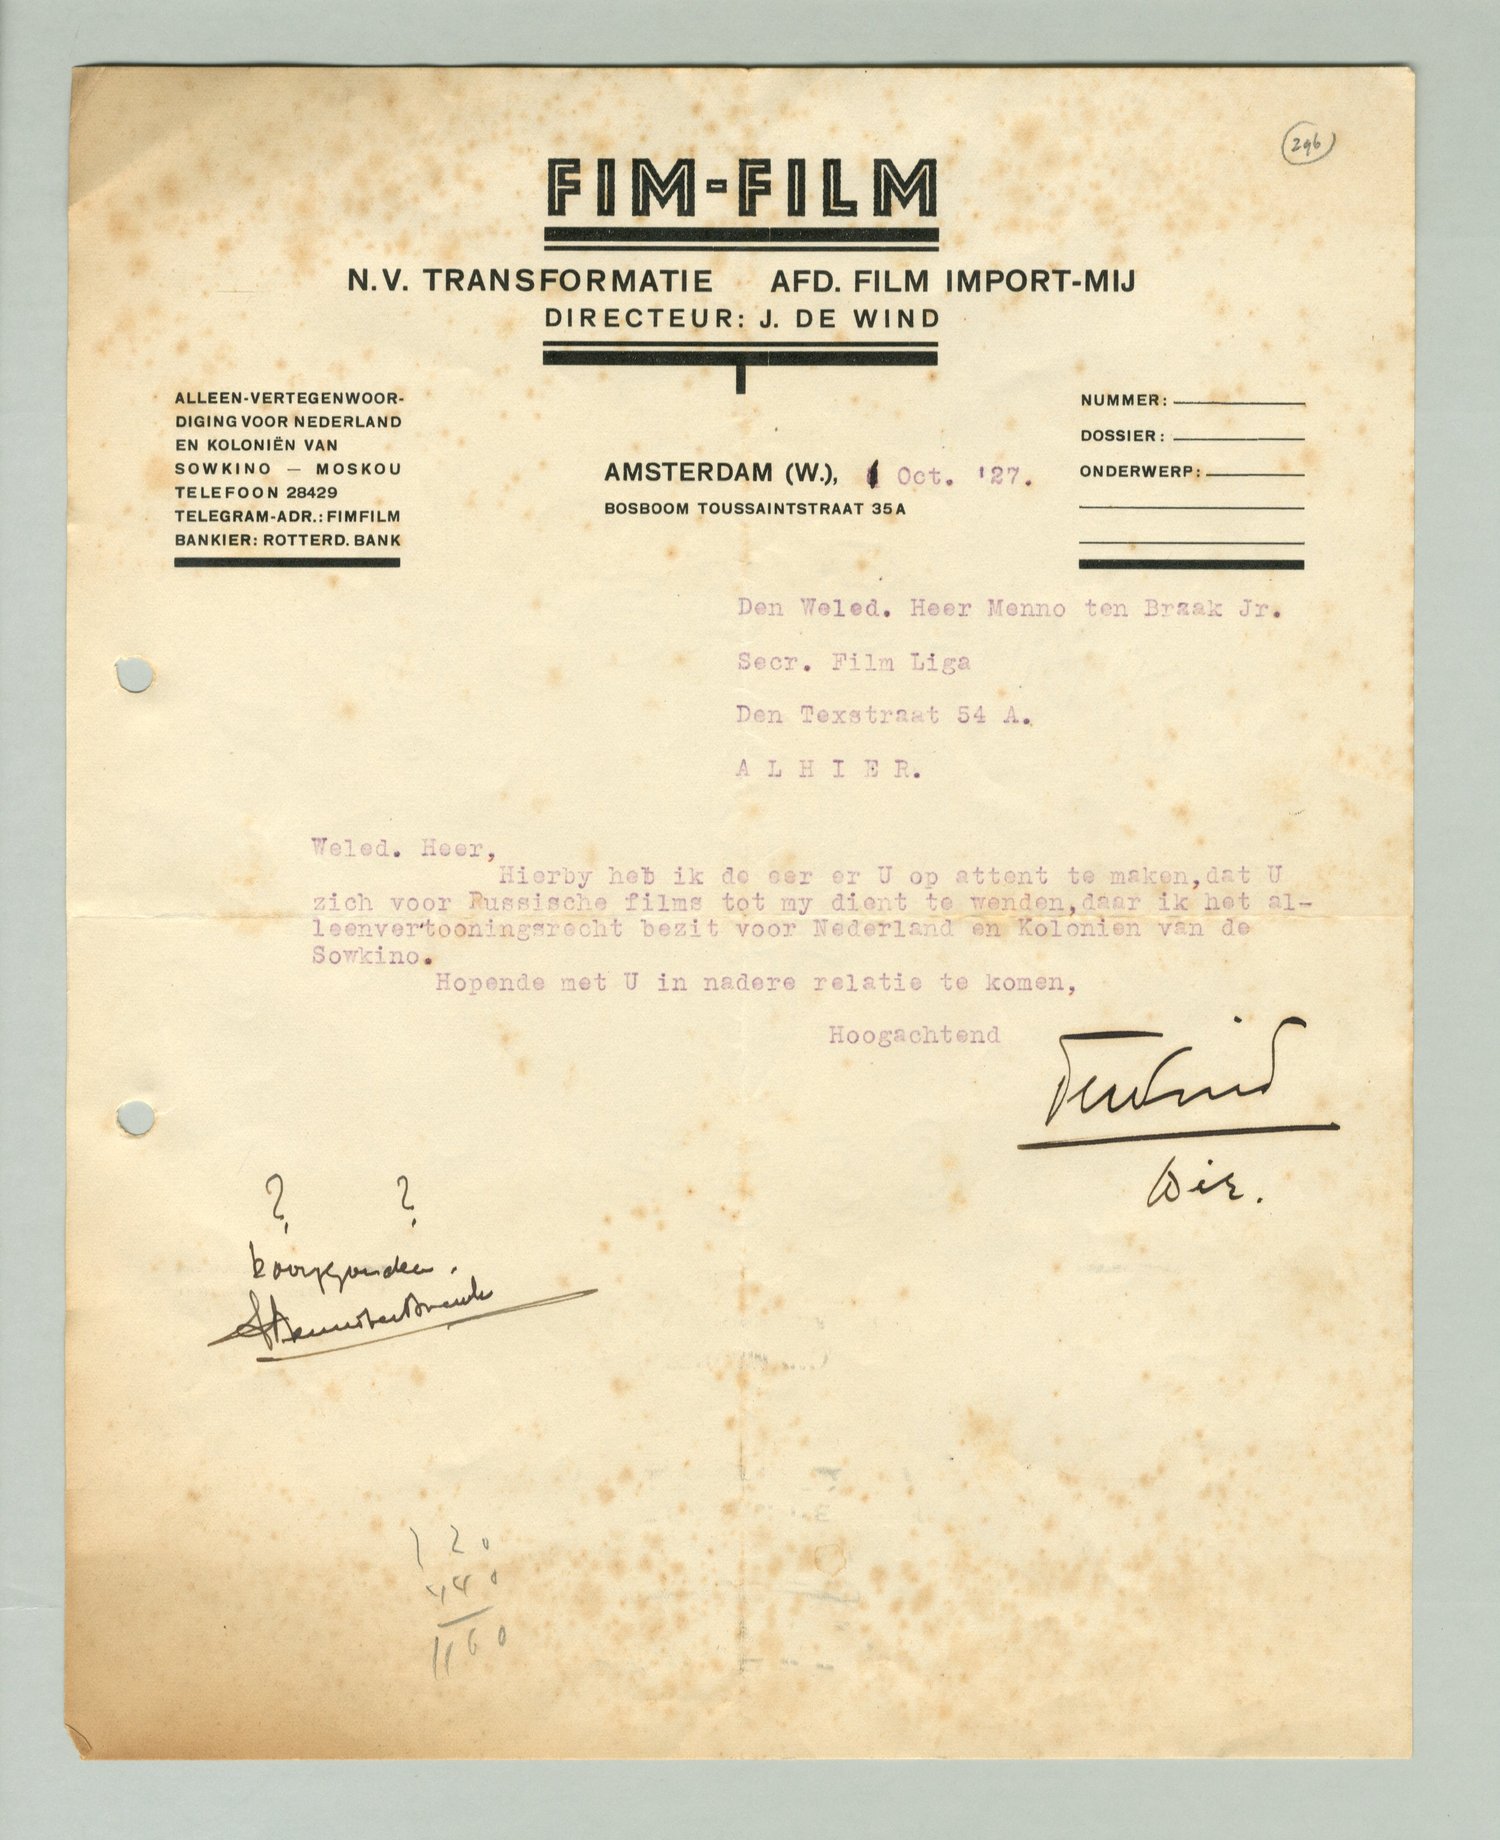 296
FIM-FILM
N.V. TRANSFORMATIE AFD. FILM IMPORT-MIJ
DIRECTEUR: J. DE WIND
ALLEEN-VERTEGENWOOR-
DIGING VOOR NEDERLAND
EN KOLONIËN VAN
SOWKINO — MOSKOU
TELEFOON 28429
TELEGRAM-ADR.: FIMFILM
BANKIER: ROTTERD. BANK
AMSTERDAM (W.), 1 Oct. '27.
BOSBOOM TOUSSAINTSTRAAT 35A
NUMMER:
DOSSIER:
ONDERWERP:
Den Weled. Heer Menno ten Braak Jr.
Secr. Film Liga
Den Texstraat 54 A.
A L H I E R.
Weled. Heer,
Hierby heb ik de eer er U op attent te maken,dat U
zich voor Russische films tot my dient te wenden,daar ik het al-
leenvertooningsrecht bezit voor Nederland en Kolonien van de
Sowkino.
Hopende met U in nadere relatie te komen,
Hoogachtend
DeWind
Dir.
? ?
MennoterBraak
120
440
1160